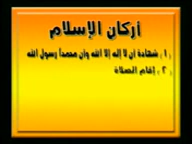 أركان الإسلام
١ . شهادة أن لا إله إلا الله وأن محمداً رسول الله
٢ . إقام الصلاة